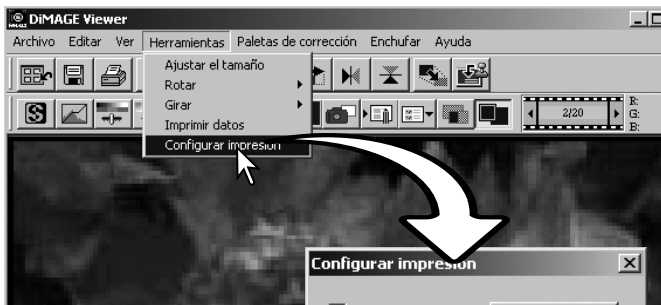 DiMAGE Viewer
Archivo Editar Ver Herramientas Paletas de corrección Enchufar Ayuda
Ajustar el tamaño
Rotar
Girar
Imprimir datos
Configurar impresión
2/20
R:
G:
B:
Configurar impresión